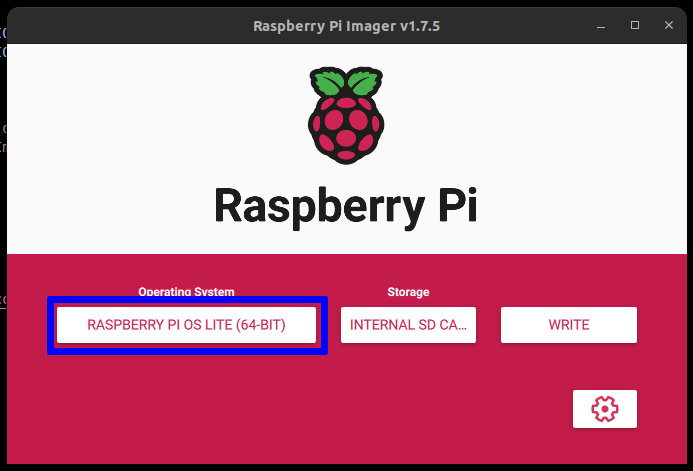 Raspberry Pi Imager v1.7.5
Raspberry Pi
Operating System
Storage
RASPBERRY PI OS LITE (64-BIT)
INTERNAL SD CA...
WRITE